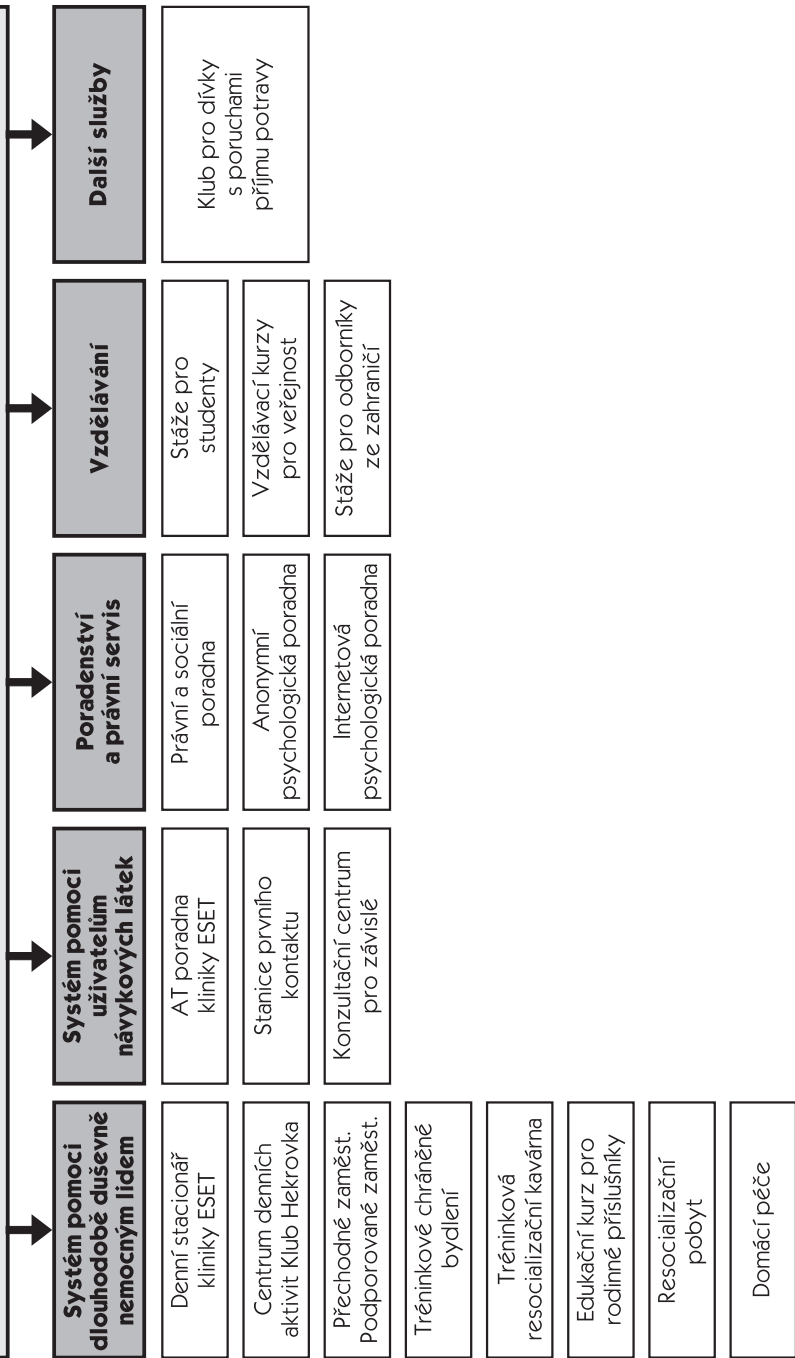 Systém pomoci
dlouhodobě duševně
nemocným lidem
Denní stacionář
kliniky ESET
Centrum denních
aktivit Klub Hekrovka
Přechodné zaměst.
Podporované zaměst.
Tréninkové chráněné
bydlení
Tréninková
resocializační kavárna
Edukační kurz pro
rodinné příslušníky
Resocializační
pobyt
Domácí péče
Systém pomoci
uživatelům
návykových látek
AT poradna
kliniky ESET
Stanice prvního
kontaktu
Konzultační centrum
pro závislé
Poradenství
a právní servis
Právní a sociální
poradna
Anonymní
psychologická poradna
Internetová
psychologická poradna
Vzdělávání
Stáže pro
studenty
Vzdělávací kurzy
pro veřejnost
Stáže pro odborníky
ze zahraničí
Další služby
Klub pro dívky
s poruchami
příjmu potravy